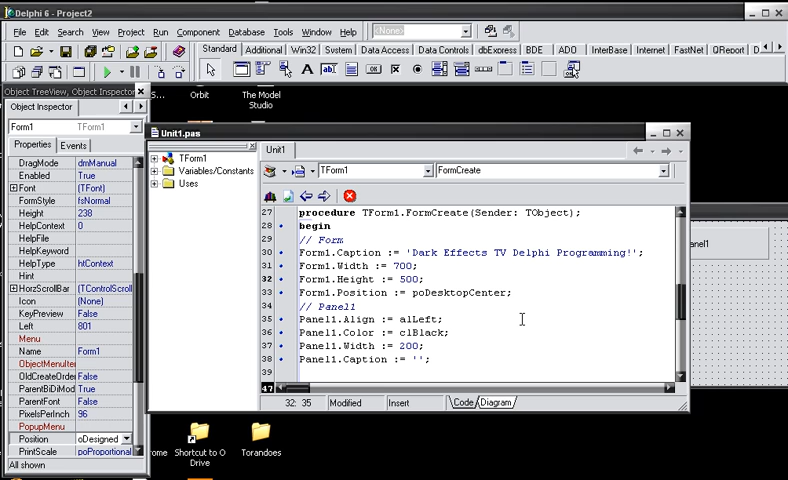 Delphi 6 - Project2
File Edit Search View Project Run Component Database Tools Window Help <None>
Standard Additional Win32 System Data Access Data Controls dbExpress BDE ADO InterBase Internet FastNet QReport D
Object TreeView, Object Inspector
Object Inspector
Form1 TForm1
Properties Events
DragMode dmManual
Enabled True
Font (TFont)
FormStyle fsNormal
Height 238
HelpContext 0
HelpFile
HelpKeyword
HelpType htContext
Hint
HorzScrollBar (TControlScroll
Icon (None)
KeyPreview False
Left 801
Menu
Name Form1
ObjectMenuIter
OldCreateOrder False
ParentBiDiMod True
ParentFont False
PixelsPerInch 96
PopupMenu
Position oDesigned
PrintScale poProportional
All shown
S...
Orbit
The Model
Studio
Unit1.pas
TForm1
Variables/Constants
Uses
Unit1
TForm1 FormCreate
27 procedure TForm1.FormCreate(Sender: TObject);
28 begin
29 // Form
30 Form1.Caption := 'Dark Effects TV Delphi Programming!';
31 Form1.Width := 700;
32 Form1.Height := 500;
33 Form1.Position := poDesktopCenter;
34 // Panel1
35 Panel1.Align := alLeft;
36 Panel1.Color := clBlack;
37 Panel1.Width := 200;
38 Panel1.Caption := '';
39
47
32: 35 Modified Insert Code Diagram
anel1
ome
Shortcut to O
Drive
Torandoes